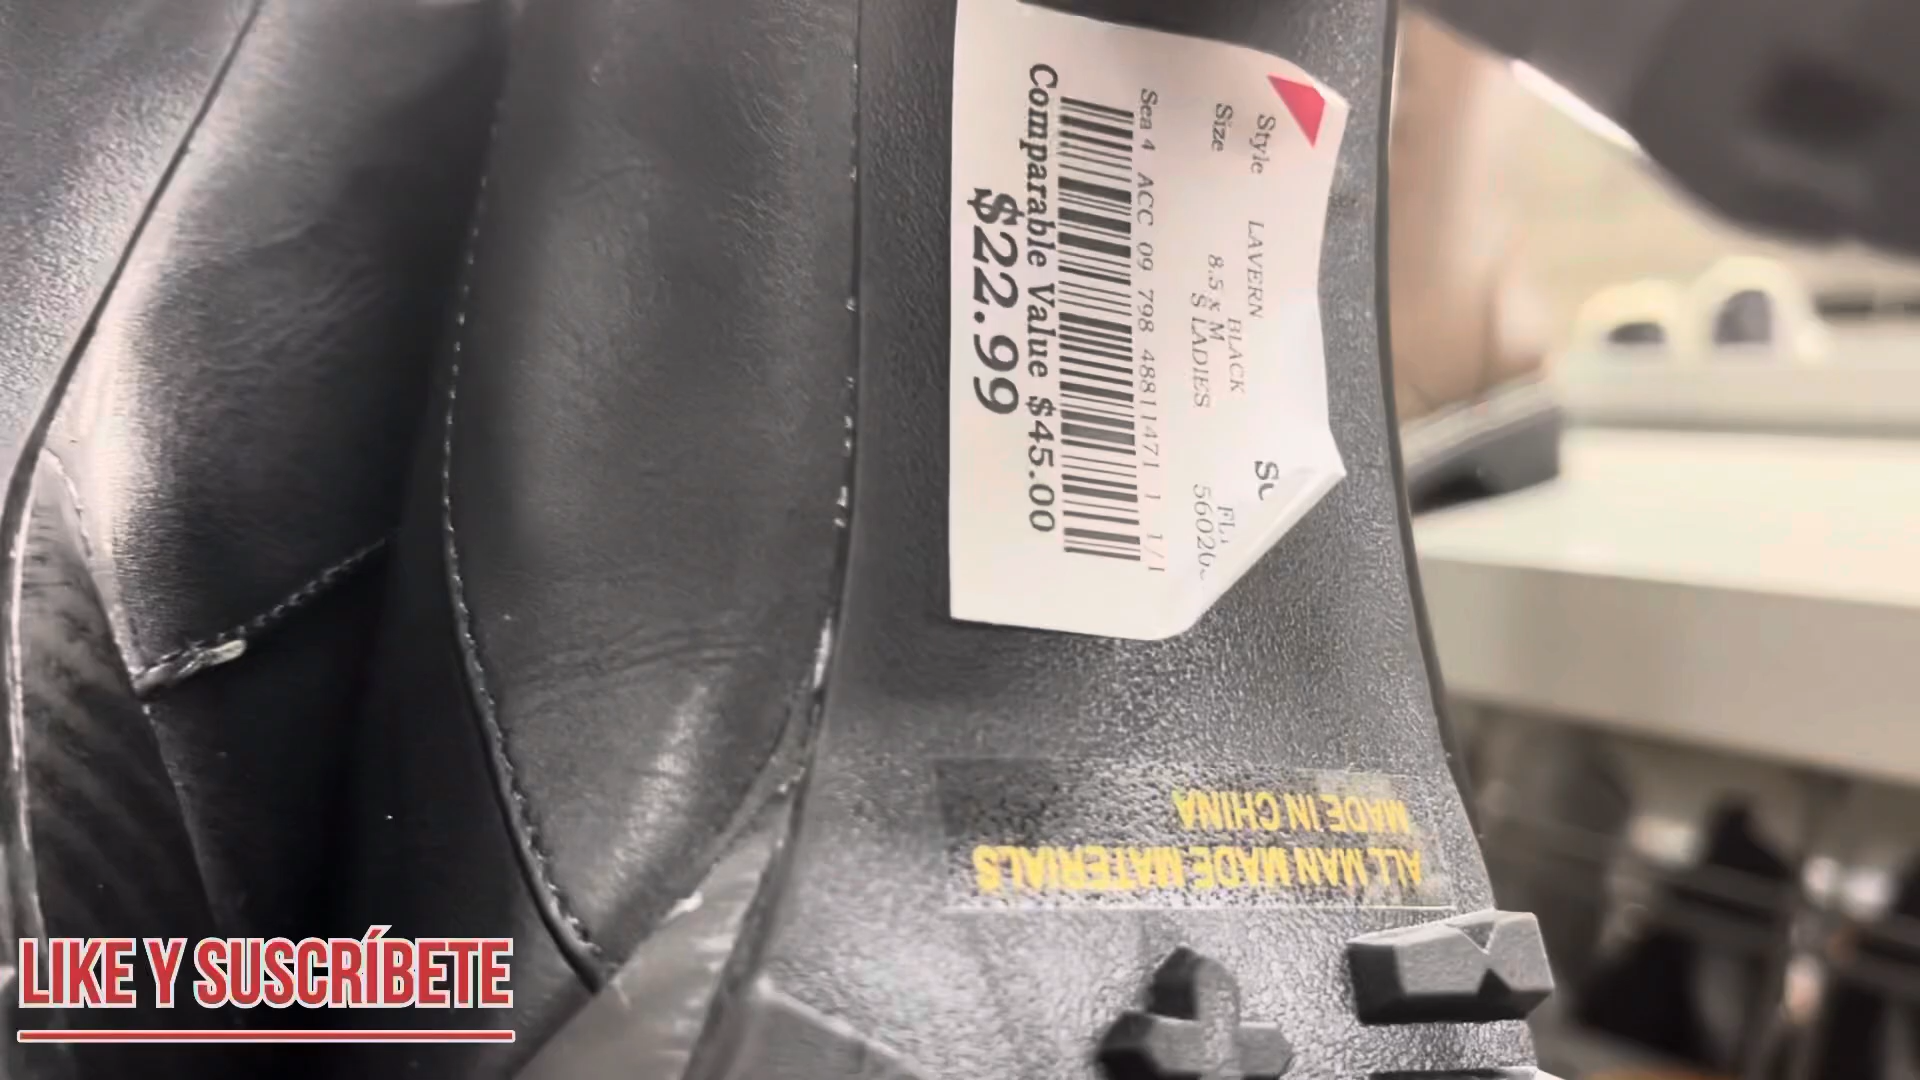 Style LAVERN
BLACK
Size 8.5 x M
S LADIES
Sea 4 ACC 09 798 48811471 1 1/1
Comparable Value $45.00
$22.99
ALL MAN MADE MATERIALS
MADE IN CHINA
LIKE Y SUSCRÍBETE